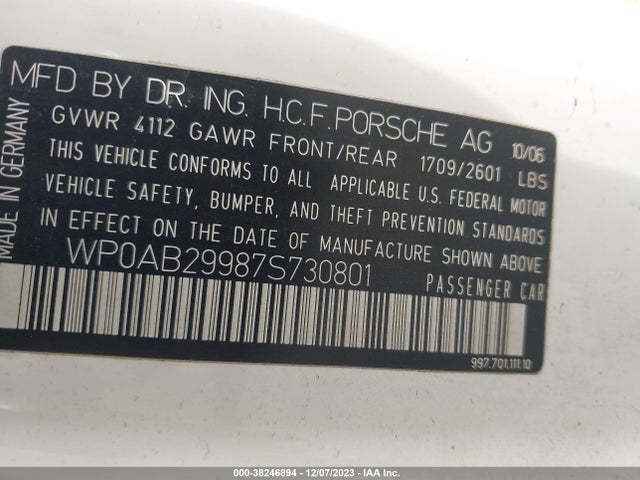 MFD BY DR. ING. H.C.F. PORSCHE AG 10/06
GVWR 4112 GAWR FRONT/REAR 1709/2601 LBS
THIS VEHICLE CONFORMS TO ALL APPLICABLE U.S. FEDERAL MOTOR
VEHICLE SAFETY, BUMPER, AND THEFT PREVENTION STANDARDS
IN EFFECT ON THE DATE OF MANUFACTURE SHOWN ABOVE
WP0AB29987S730801 PASSENGER CAR
MADE IN GERMANY
997.701.111.10
000-38246894 - 12/07/2023 - IAA Inc.